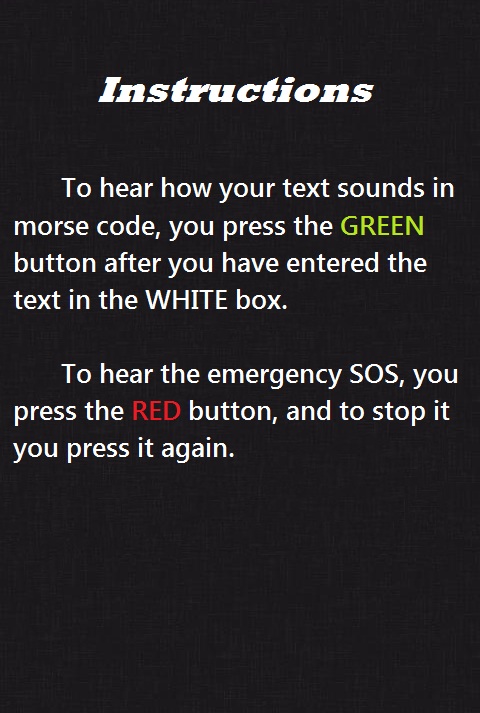 Instructions
To hear how your text sounds in
morse code, you press the GREEN
button after you have entered the
text in the WHITE box.
To hear the emergency SOS, you
press the RED button, and to stop it
you press it again.